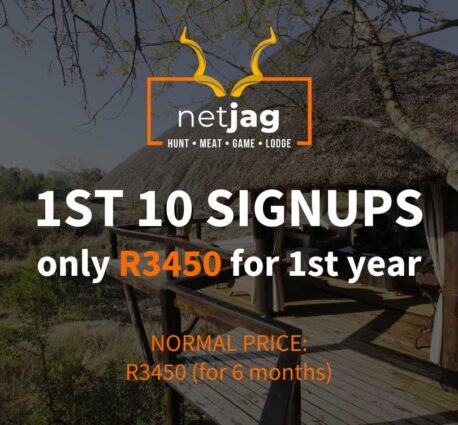 netjag
HUNT • MEAT • GAME • LODGE
1ST 10 SIGNUPS
only R3450 for 1st year
NORMAL PRICE:
R3450 (for 6 months)